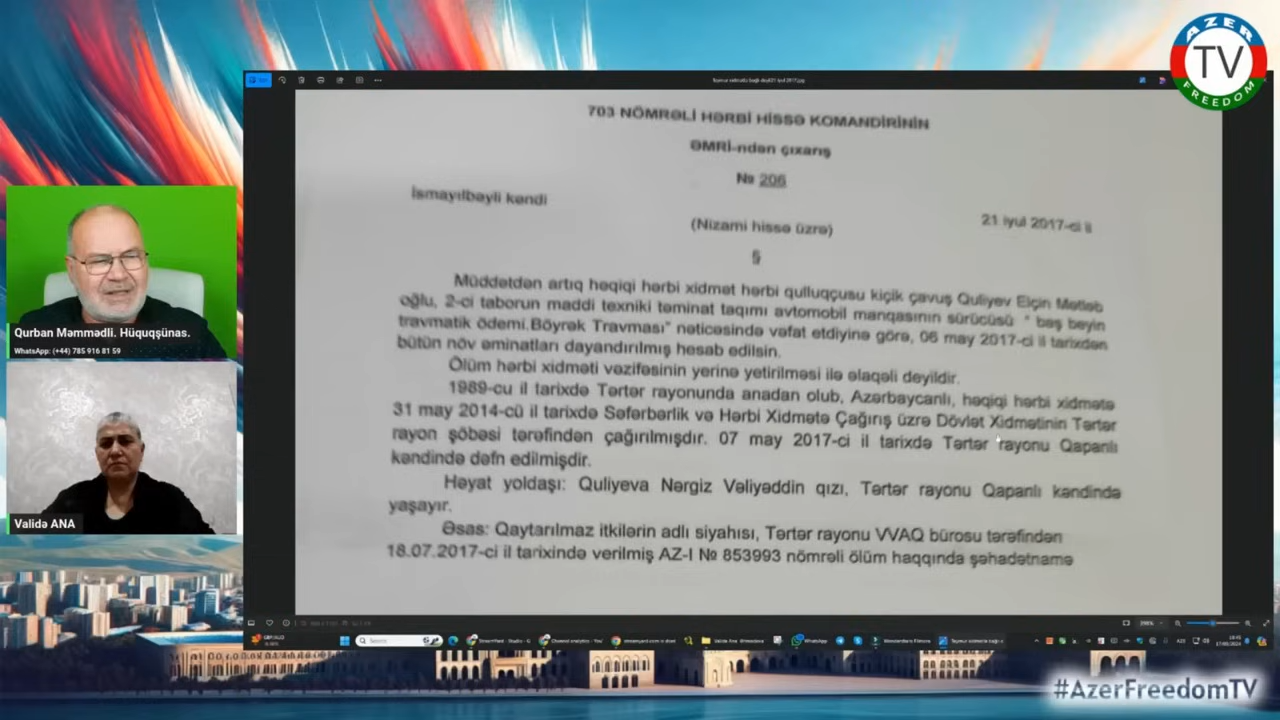 AZER
TV
FREEDOM
703 NÖMRƏLİ HƏRBİ HİSSƏ KOMANDİRİNİN
ƏMRİ-ndən çıxarış
№ 206
İsmayılbəyli kəndi
21 iyul 2017-ci il
(Nizami hissə üzrə)
§
Müddətdən artıq həqiqi hərbi xidmət hərbi qulluqçusu kiçik çavuş Quliyev Elçin Mətləb
oğlu, 2-ci taborun maddi texniki təminat taqımı avtomobil manqasının sürücüsü " baş beyin
travmatik ödemi.Böyrək Travması" nəticəsində vəfat etdiyinə görə, 06 may 2017-ci il tarixdən
bütün növ əminatları dayandırılmış hesab edilsin.
Ölüm hərbi xidməti vəzifəsinin yerinə yetirilməsi ilə əlaqəli deyildir.
1989-cu il tarixdə Tərtər rayonunda anadan olub, Azərbaycanlı, həqiqi hərbi xidmətə
31 may 2014-cü il tarixdə Səfərbərlik və Hərbi Xidmətə Çağırış üzrə Dövlət Xidmətinin Tərtər
rayon şöbəsi tərəfindən çağırılmışdır. 07 may 2017-ci il tarixdə Tərtər rayonu Qapanlı
kəndində dəfn edilmişdir.
Həyat yoldaşı: Quliyeva Nərgiz Vəliyəddin qızı, Tərtər rayonu Qapanlı kəndində
yaşayır.
Əsas: Qaytarılmaz itkilərin adlı siyahısı, Tərtər rayonu VVAQ bürosu tərəfindən
18.07.2017-ci il tarixində verilmiş AZ-I № 853993 nömrəli ölüm haqqında şəhadətnamə
Qurban Məmmədli. Hüquqşünas.
WhatsApp: (+44) 785 916 81 59
Validə ANA
Search
WhatsApp
#AzerFreedomTV